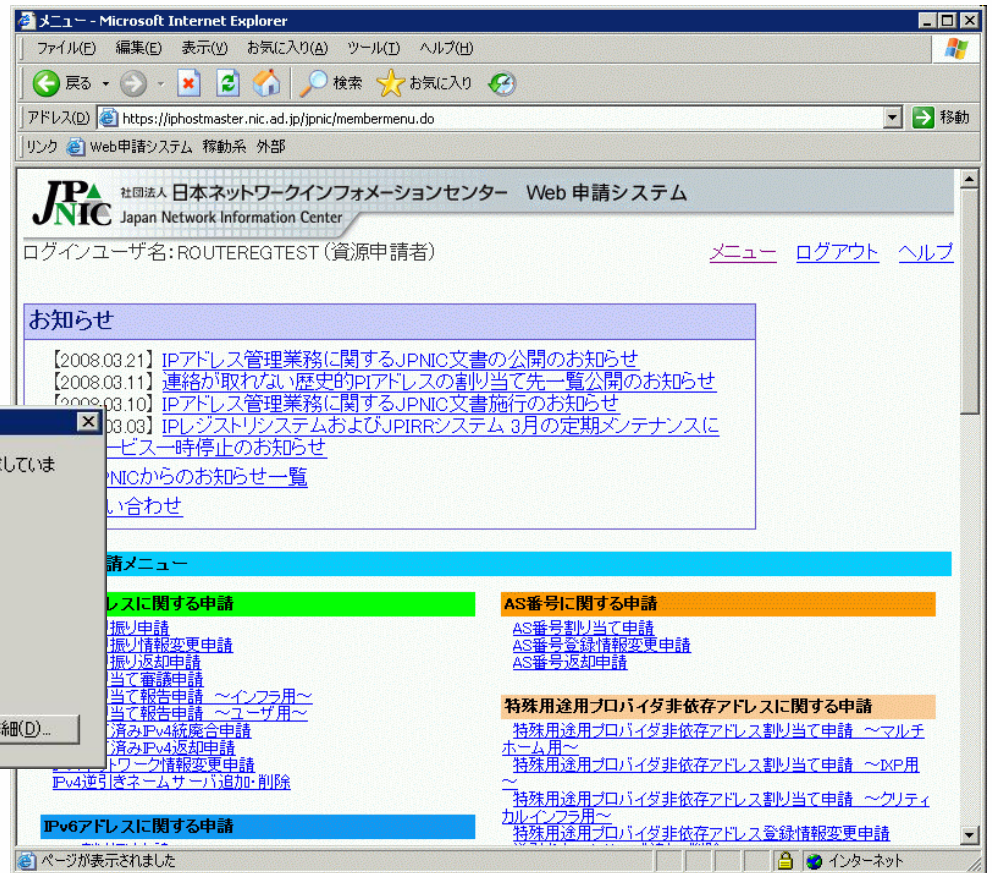 メニュー - Microsoft Internet Explorer
ファイル(F) 編集(E) 表示(V) お気に入り(A) ツール(T) ヘルプ(H)
戻る 検索 お気に入り
アドレス(D) https://iphostmaster.nic.ad.jp/jpnic/membermenu.do 移動
リンク Web申請システム 稼動系 外部
JPNIC 社団法人 日本ネットワークインフォメーションセンター Web 申請システム
Japan Network Information Center
ログインユーザ名:ROUTEREGTEST (資源申請者) メニュー ログアウト ヘルプ
お知らせ
【2008.03.21】 IPアドレス管理業務に関するJPNIC文書の公開のお知らせ
【2008.03.11】 連絡が取れない歴史的PIアドレスの割り当て先一覧公開のお知らせ
【2008.03.10】 IPアドレス管理業務に関するJPNIC文書施行のお知らせ
03.03】 IPレジストリシステムおよびJPIRRシステム 3月の定期メンテナンスに
ービス一時停止のお知らせ
していま
NICからのお知らせ一覧
い合わせ
請メニュー
レスに関する申請
振り申請
振り情報変更申請
振り返却申請
当て審議申請
当て報告申請 ~インフラ用~
当て報告申請 ~ユーザ用~
済みIPv4統廃合申請
済みIPv4返却申請
トワーク情報変更申請
IPv4逆引きネームサーバ追加・削除
細(D)...
IPv6アドレスに関する申請
AS番号に関する申請
AS番号割り当て申請
AS番号登録情報変更申請
AS番号返却申請
特殊用途用プロバイダ非依存アドレスに関する申請
特殊用途用プロバイダ非依存アドレス割り当て申請 ~マルチ
ホーム用~
特殊用途用プロバイダ非依存アドレス割り当て申請 ~IXP用
~
特殊用途用プロバイダ非依存アドレス割り当て申請 ~クリティ
カルインフラ用~
特殊用途用プロバイダ非依存アドレス登録情報変更申請
ページが表示されました インターネット